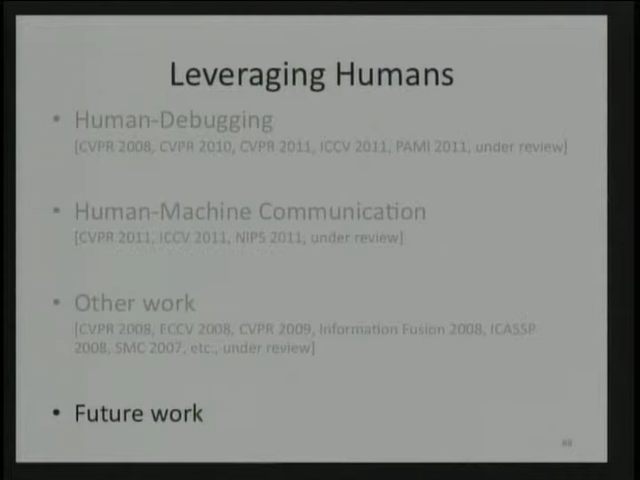 Leveraging Humans
• Human-Debugging
[CVPR 2008, CVPR 2010, CVPR 2011, ICCV 2011, PAMI 2011, under review]
• Human-Machine Communication
[CVPR 2011, ICCV 2011, NIPS 2011, under review]
• Other work
[CVPR 2008, ECCV 2008, CVPR 2009, Information Fusion 2008, ICASSP
2008, SMC 2007, etc., under review]
• Future work